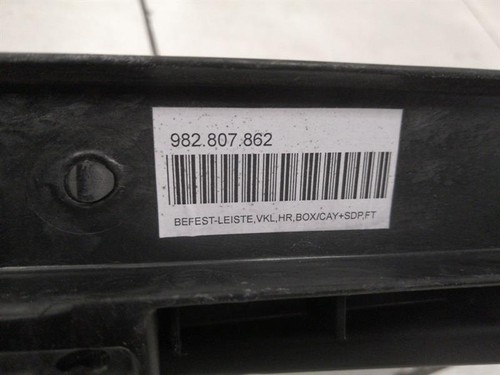 982.807.862
BEFEST-LEISTE,VKL,HR,BOX/CAY+SDP,FT